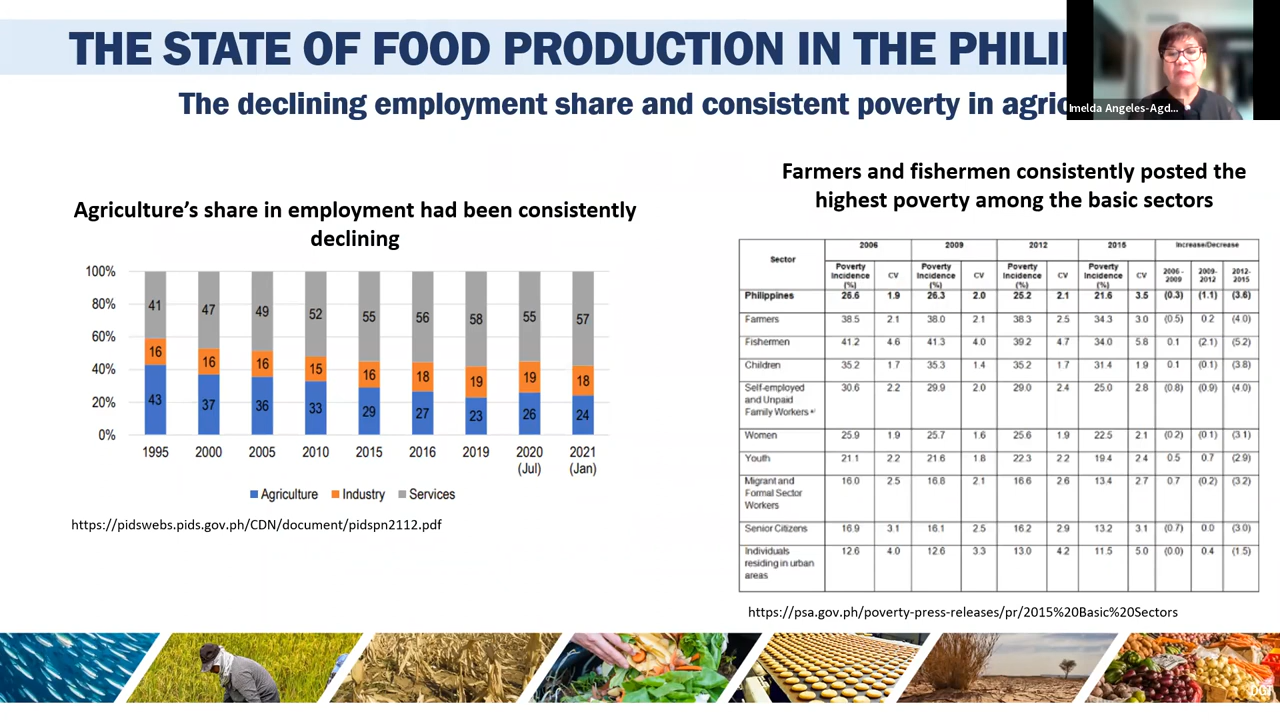 THE STATE OF FOOD PRODUCTION IN THE PHILI
The declining employment share and consistent poverty in agric
Imelda Angeles-Agd...
Agriculture's share in employment had been consistently
declining
100%
80%
60%
40%
20%
0%
41 47 49 52 55 56 58 55 57
16 16 16 15 16 18 19 19 18
43 37 36 33 29 27 23 26 24
1995 2000 2005 2010 2015 2016 2019 2020 2021
(Jul) (Jan)
Agriculture Industry Services
https://pidswebs.pids.gov.ph/CDN/document/pidspn2112.pdf
Farmers and fishermen consistently posted the
highest poverty among the basic sectors
Sector 2006 2009 2012 2015 Increase/Decrease
Poverty Incidence (%) CV Poverty Incidence (%) CV Poverty Incidence (%) CV Poverty Incidence (%) CV 2006 - 2009 2009- 2012 2012- 2015
Philippines 26.6 1.9 26.3 2.0 25.2 2.1 21.6 3.5 (0.3) (1.1) (3.6)
Farmers 38.5 2.1 38.0 2.1 38.3 2.5 34.3 3.0 (0.5) 0.2 (4.0)
Fishermen 41.2 4.6 41.3 4.0 39.2 4.7 34.0 5.8 0.1 (2.1) (5.2)
Children 35.2 1.7 35.3 1.4 35.2 1.7 31.4 1.9 0.1 (0.1) (3.8)
Self-employed 30.6 2.2 29.9 2.0 29.0 2.4 25.0 2.8 (0.8) (0.9) (4.0)
and Unpaid
Family Workers
Women 25.9 1.9 25.7 1.6 25.6 1.9 22.5 2.1 (0.2) (0.1) (3.1)
Youth 21.1 2.2 21.6 1.8 22.3 2.2 19.4 2.4 0.5 0.7 (2.9)
Migrant and 16.0 2.5 16.8 2.1 16.6 2.6 13.4 2.7 0.7 (0.2) (3.2)
Formal Sector
Workers
Senior Citizens 16.9 3.1 16.1 2.5 16.2 2.9 13.2 3.1 (0.7) 0.0 (3.0)
Individuals 12.6 4.0 12.6 3.3 13.0 4.2 11.5 5.0 (0.0) 0.4 (1.5)
residing in urban
areas
https://psa.gov.ph/poverty-press-releases/pr/2015%20Basic%20Sectors